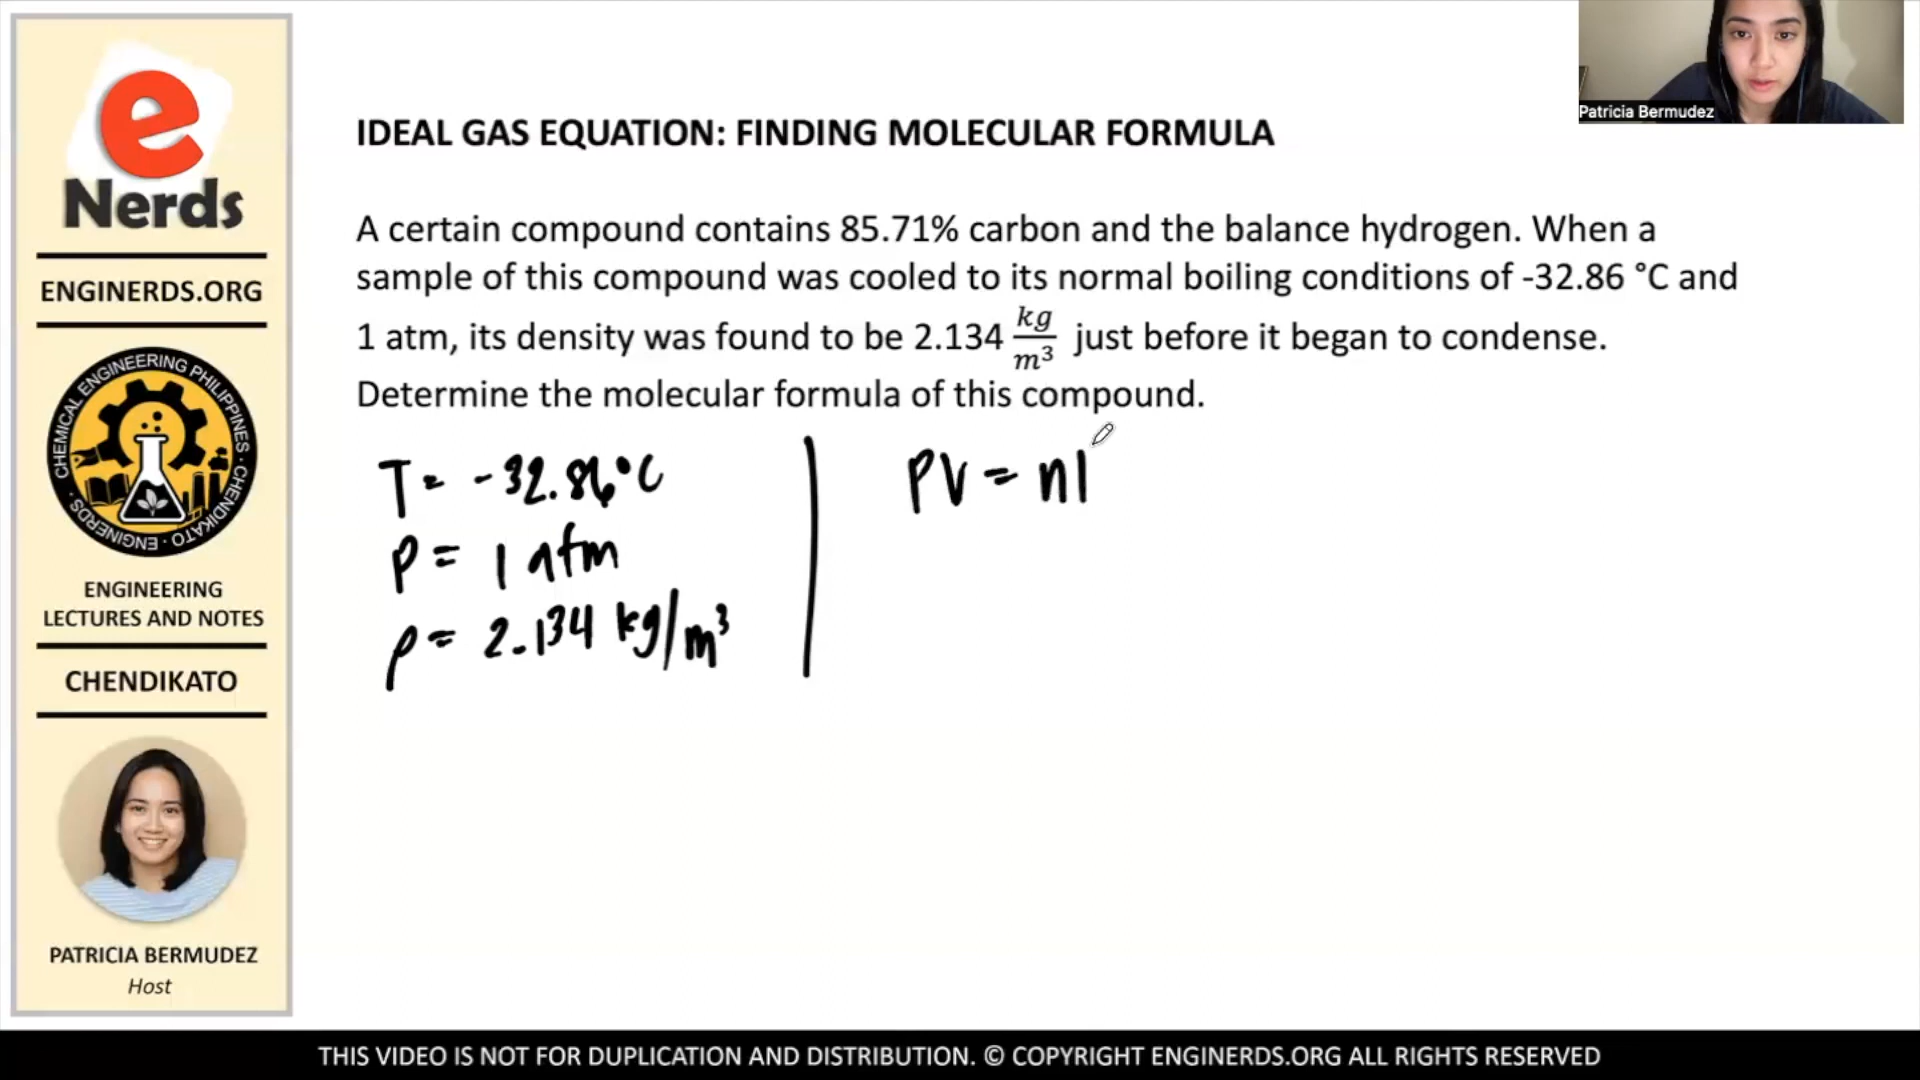 e
Nerds
ENGINERDS.ORG
CHEMICAL ENGINEERING PHILIPPINES · CHENDIKATO · ENGINERDS ·
ENGINEERING
LECTURES AND NOTES
CHENDIKATO
PATRICIA BERMUDEZ
Host
Patricia Bermudez
IDEAL GAS EQUATION: FINDING MOLECULAR FORMULA
A certain compound contains 85.71% carbon and the balance hydrogen. When a
sample of this compound was cooled to its normal boiling conditions of -32.86 °C and
1 atm, its density was found to be 2.134 kg/m³ just before it began to condense.
Determine the molecular formula of this compound.
T = -32.86°C
P = 1 atm
ρ = 2.134 kg/m³
PV = n
THIS VIDEO IS NOT FOR DUPLICATION AND DISTRIBUTION. © COPYRIGHT ENGINERDS.ORG ALL RIGHTS RESERVED